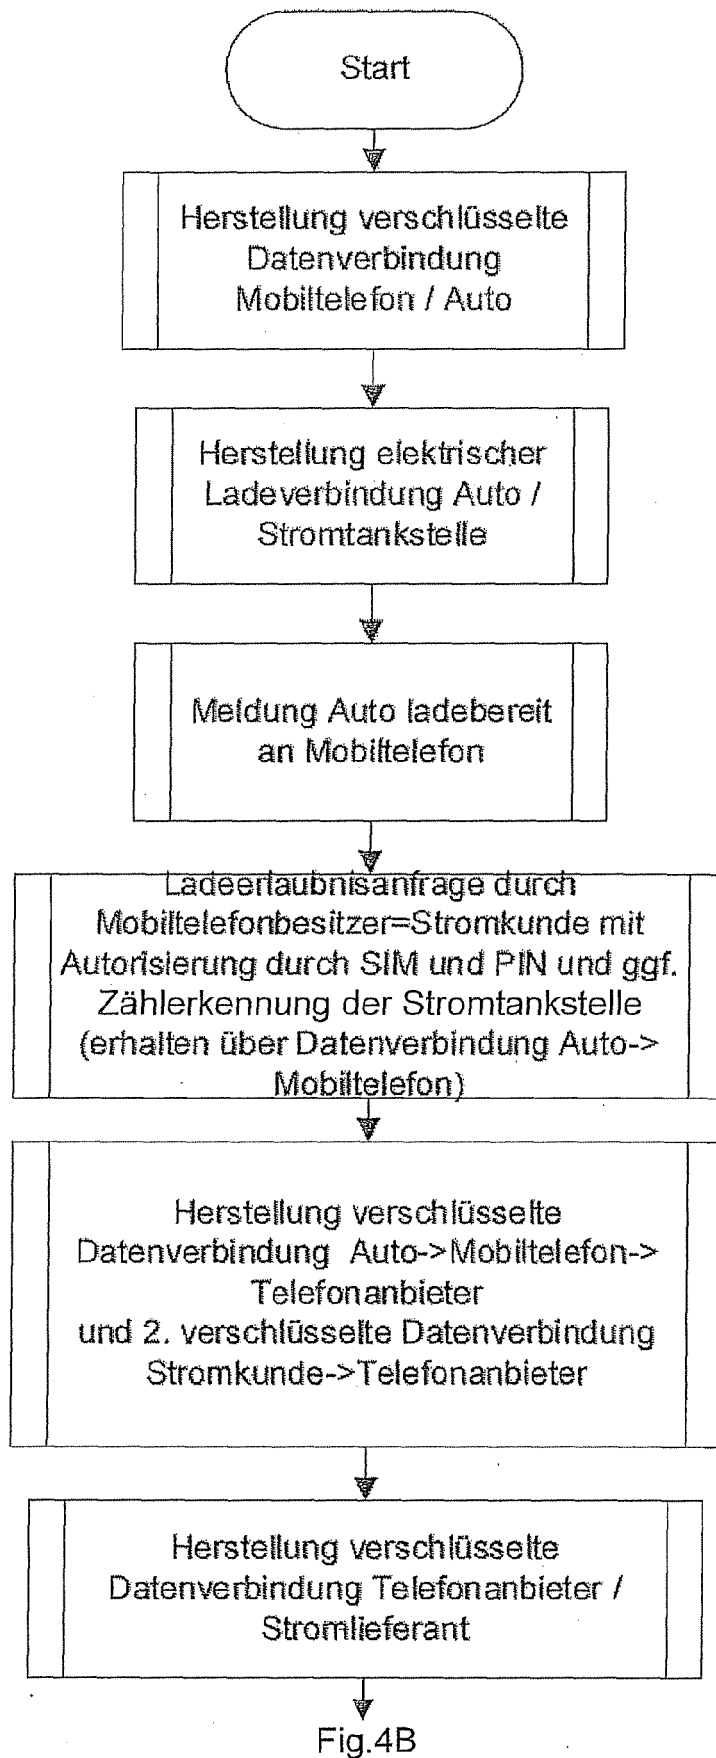 Start
Herstellung verschlüsselte
Datenverbindung
Mobiltelefon / Auto
Herstellung elektrischer
Ladeverbindung Auto /
Stromtankstelle
Meldung Auto ladebereit
an Mobiltelefon
Ladeerlaubnisanfrage durch
Mobiltelefonbesitzer=Stromkunde mit
Autorisierung durch SIM und PIN und ggf.
Zählerkennung der Stromtankstelle
(erhalten über Datenverbindung Auto->
Mobiltelefon)
Herstellung verschlüsselte
Datenverbindung Auto->Mobiltelefon->
Telefonanbieter
und 2. verschlüsselte Datenverbindung
Stromkunde->Telefonanbieter
Herstellung verschlüsselte
Datenverbindung Telefonanbieter /
Stromlieferant
Fig.4B